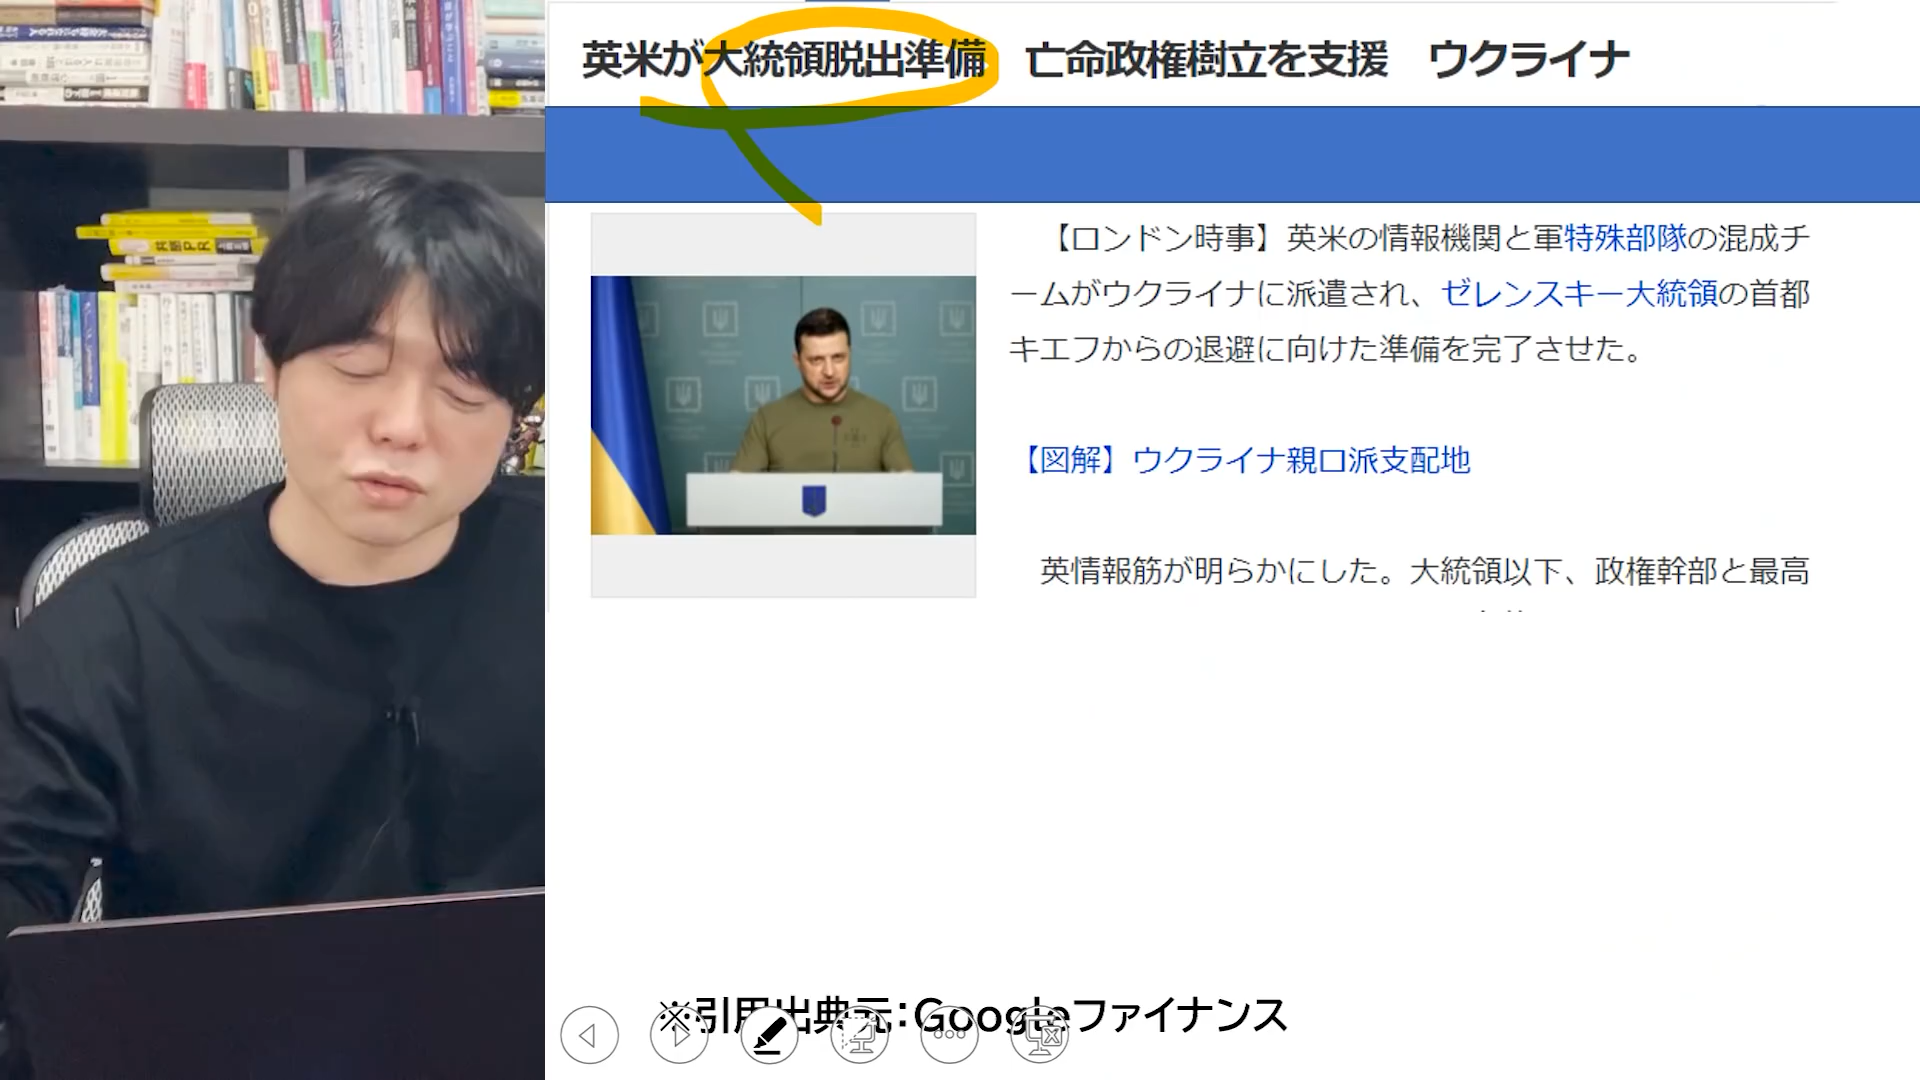 英米が大統領脱出準備　亡命政権樹立を支援　ウクライナ
【ロンドン時事】英米の情報機関と軍特殊部隊の混成チ
ームがウクライナに派遣され、ゼレンスキー大統領の首都
キエフからの退避に向けた準備を完了させた。
【図解】ウクライナ親ロ派支配地
英情報筋が明らかにした。大統領以下、政権幹部と最高
※引用出典元：Googleファイナンス